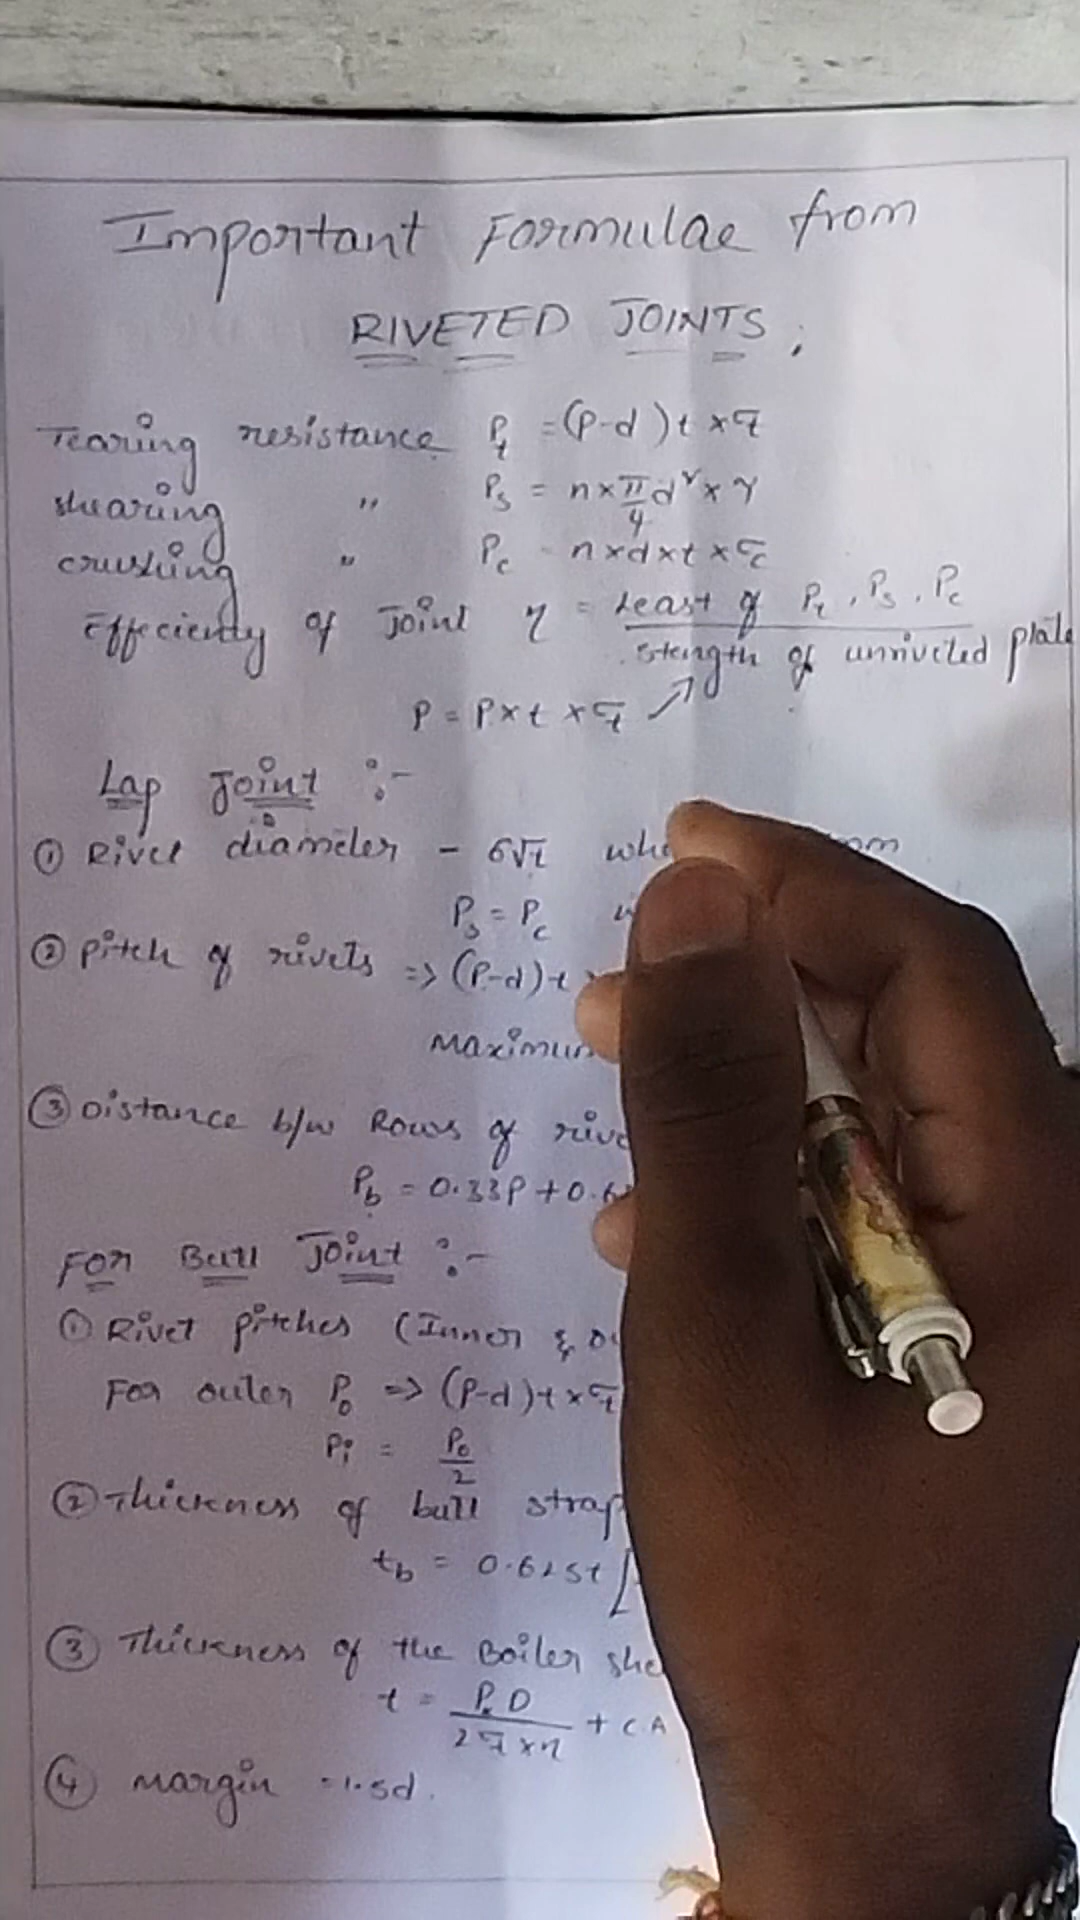 Important Formulae from
RIVETED JOINTS,
Tearing resistance Pt = (P-d)t×σt
shearing " Ps = n×π/4 d²×τ
crushing " Pc = n×d×t×σc
Effeciency of Joint η = Least of Pt, Ps, Pc / Strength of unriveted plate
P = P×t×σt
Lap Joint :-
① Rivet diameter - 6√t
Ps = Pc
② Pitch of rivets => (P-d)t
③ Distance b/w Rows of
Pb = 0.33P + 0.6
For Butt Joint :-
① Rivet pitches (Inner &
For outer Po => (P-d)t×σt
Pi = Po/2
② Thickness of butt strap
tb = 0.625t [
③ Thickness of the Boiler
t = P.D / 2σt×η + CA
④ margin = 1.5d.